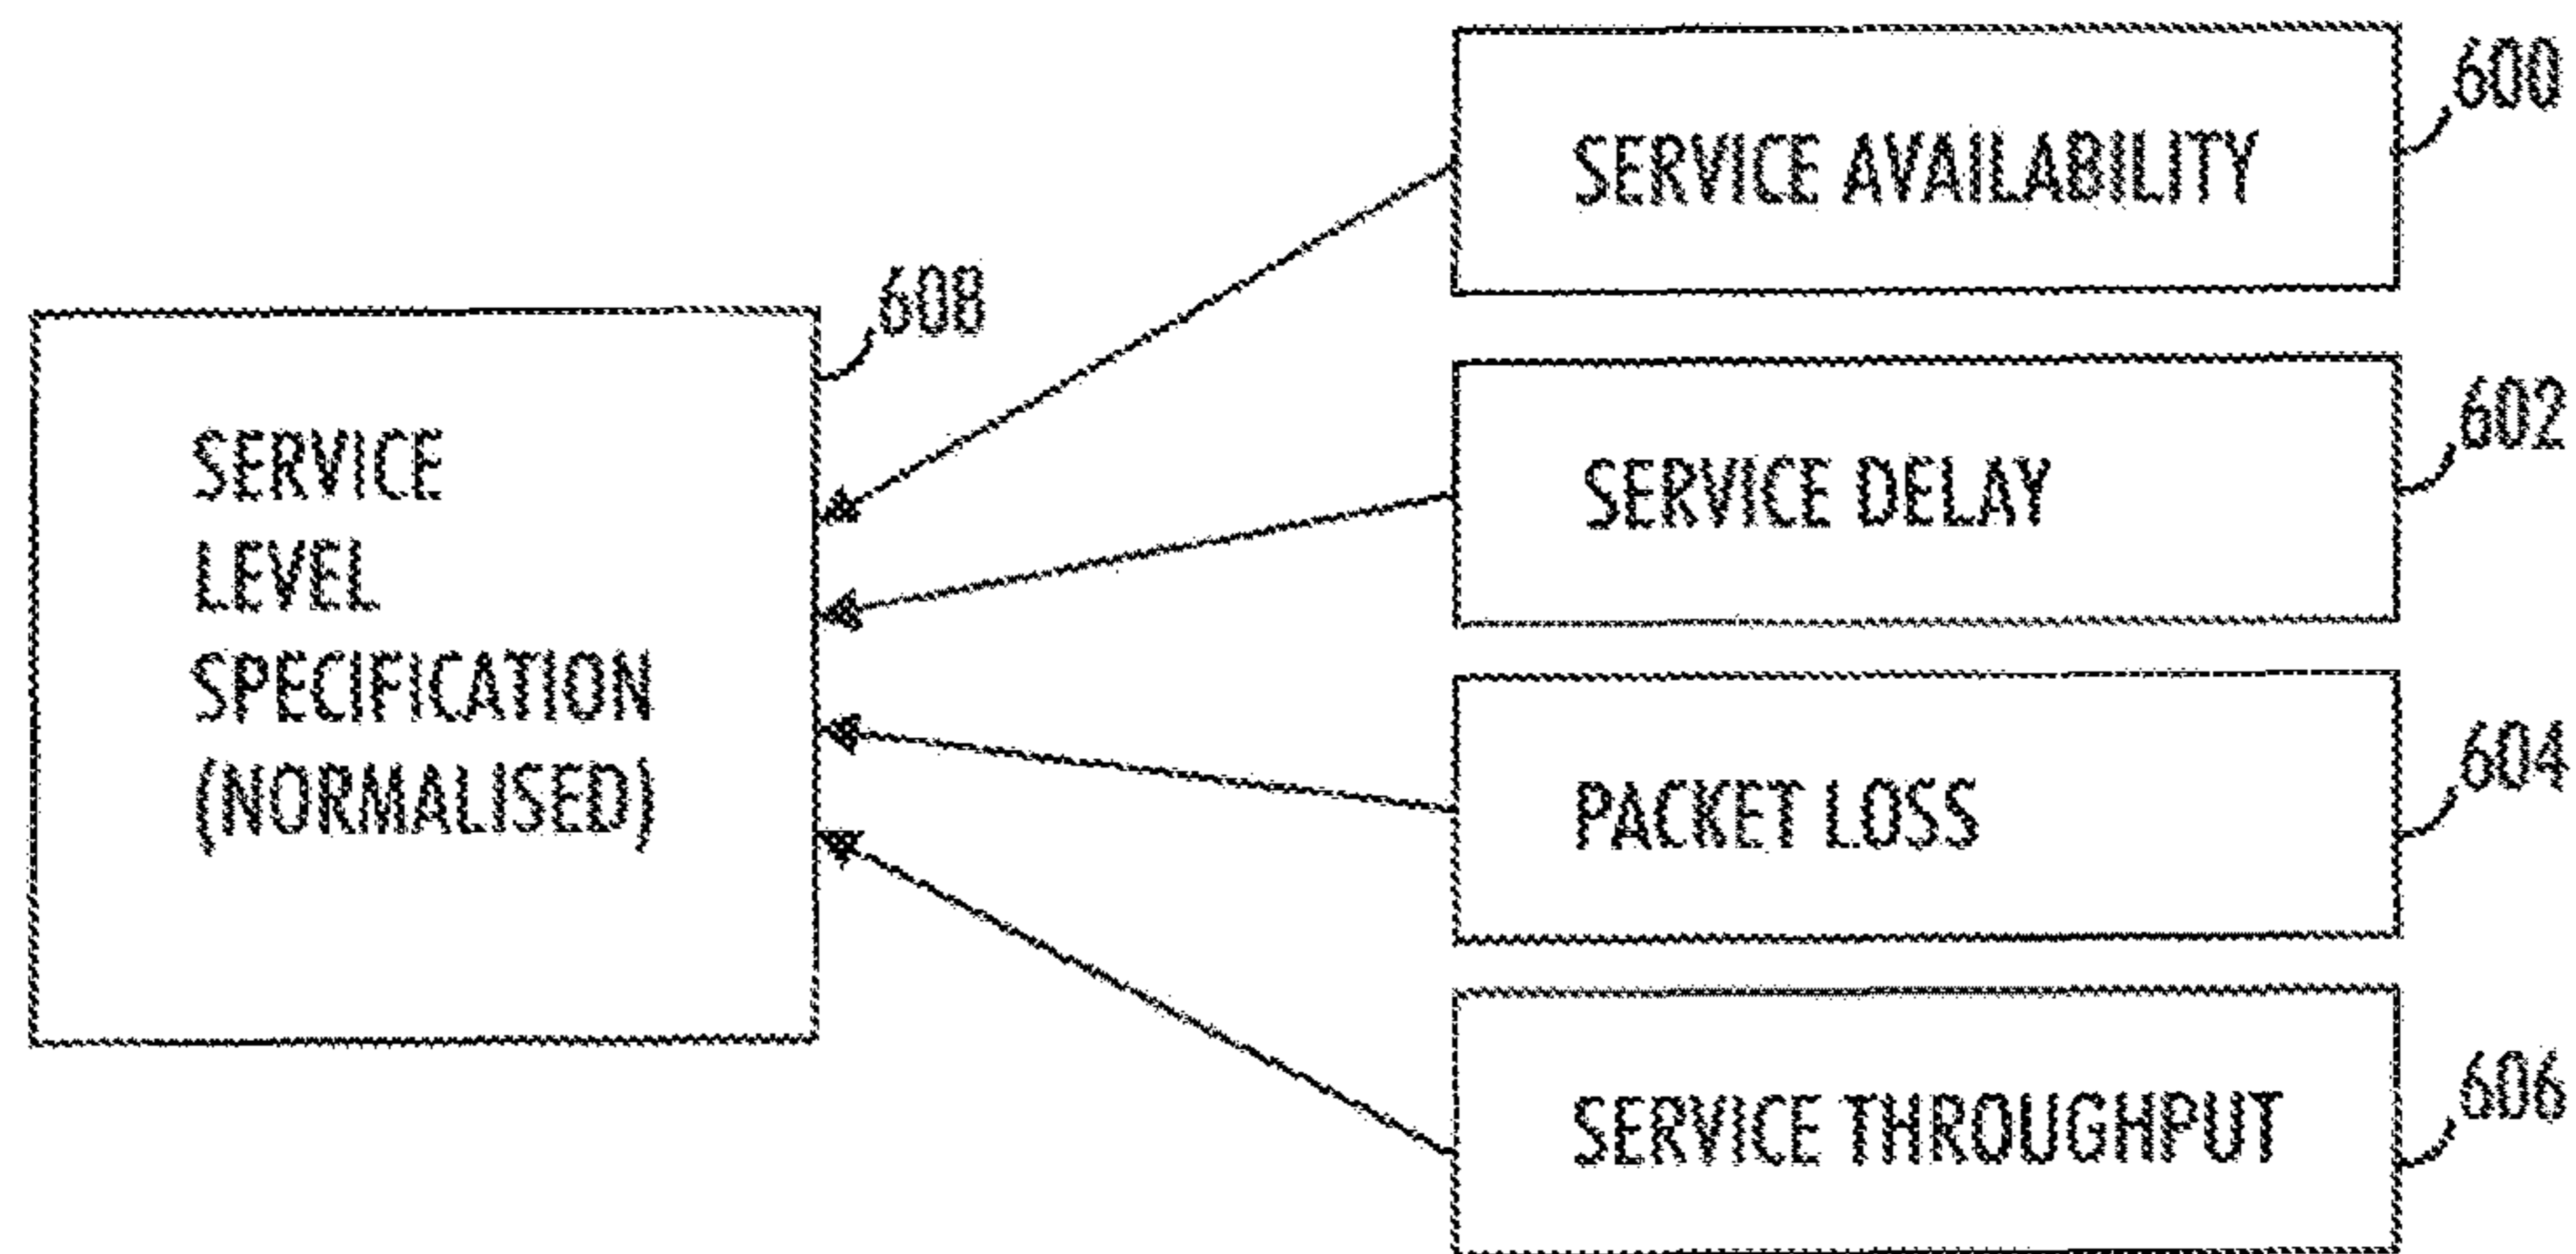 600
SERVICE AVAILABILITY
608
SERVICE
LEVEL
SPECIFICATION
(NORMALISED)
602
SERVICE DELAY
604
PACKET LOSS
606
SERVICE THROUGHPUT